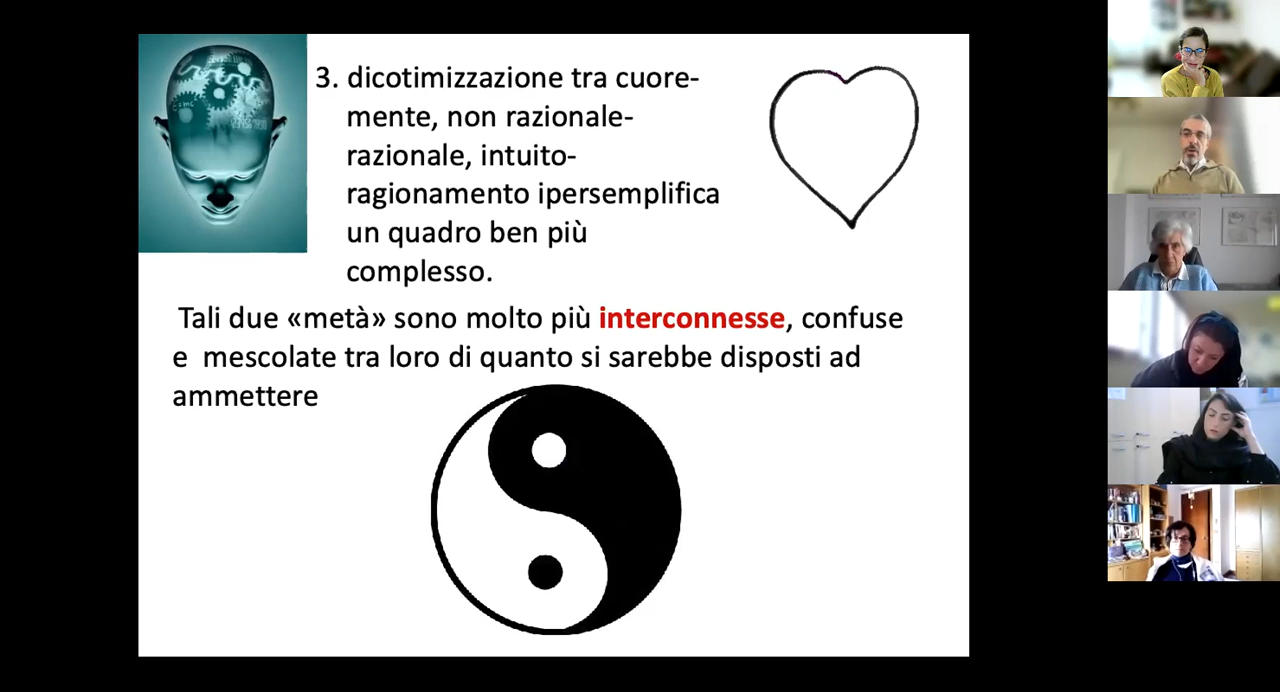 3. dicotimizzazione tra cuore-
mente, non razionale-
razionale, intuito-
ragionamento ipersemplifica
un quadro ben più
complesso.
Tali due «metà» sono molto più interconnesse, confuse
e mescolate tra loro di quanto si sarebbe disposti ad
ammettere